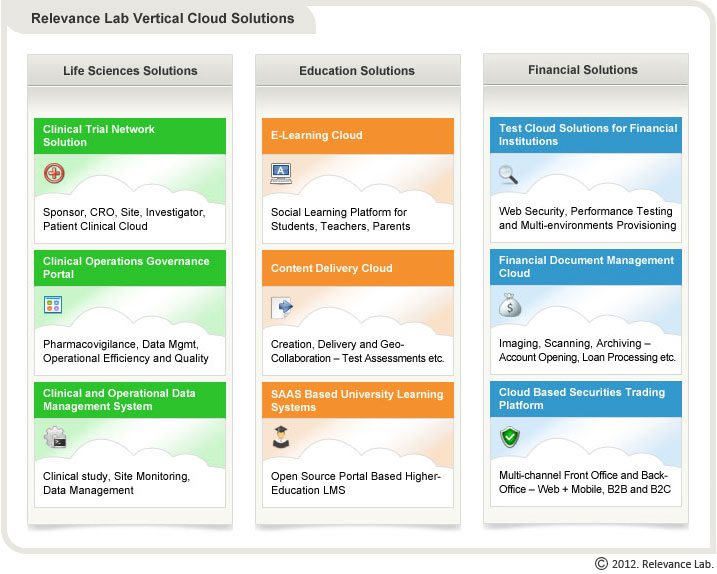 Relevance Lab Vertical Cloud Solutions
Life Sciences Solutions
Clinical Trial Network
Solution
Sponsor, CRO, Site, Investigator,
Patient Clinical Cloud
Clinical Operations Governance
Portal
Pharmacovigilance, Data Mgmt,
Operational Efficiency and Quality
Clinical and Operational Data
Management System
Clinical study, Site Monitoring,
Data Management
Education Solutions
E-Learning Cloud
A
Social Learning Platform for
Students, Teachers, Parents
Content Delivery Cloud
Creation, Delivery and Geo-
Collaboration – Test Assessments etc.
SAAS Based University Learning
Systems
Open Source Portal Based Higher-
Education LMS
Financial Solutions
Test Cloud Solutions for Financial
Institutions
Web Security, Performance Testing
and Multi-environments Provisioning
Financial Document Management
Cloud
$
Imaging, Scanning, Archiving –
Account Opening, Loan Processing etc.
Cloud Based Securities Trading
Platform
Multi-channel Front Office and Back-
Office – Web + Mobile, B2B and B2C
© 2012. Relevance Lab.